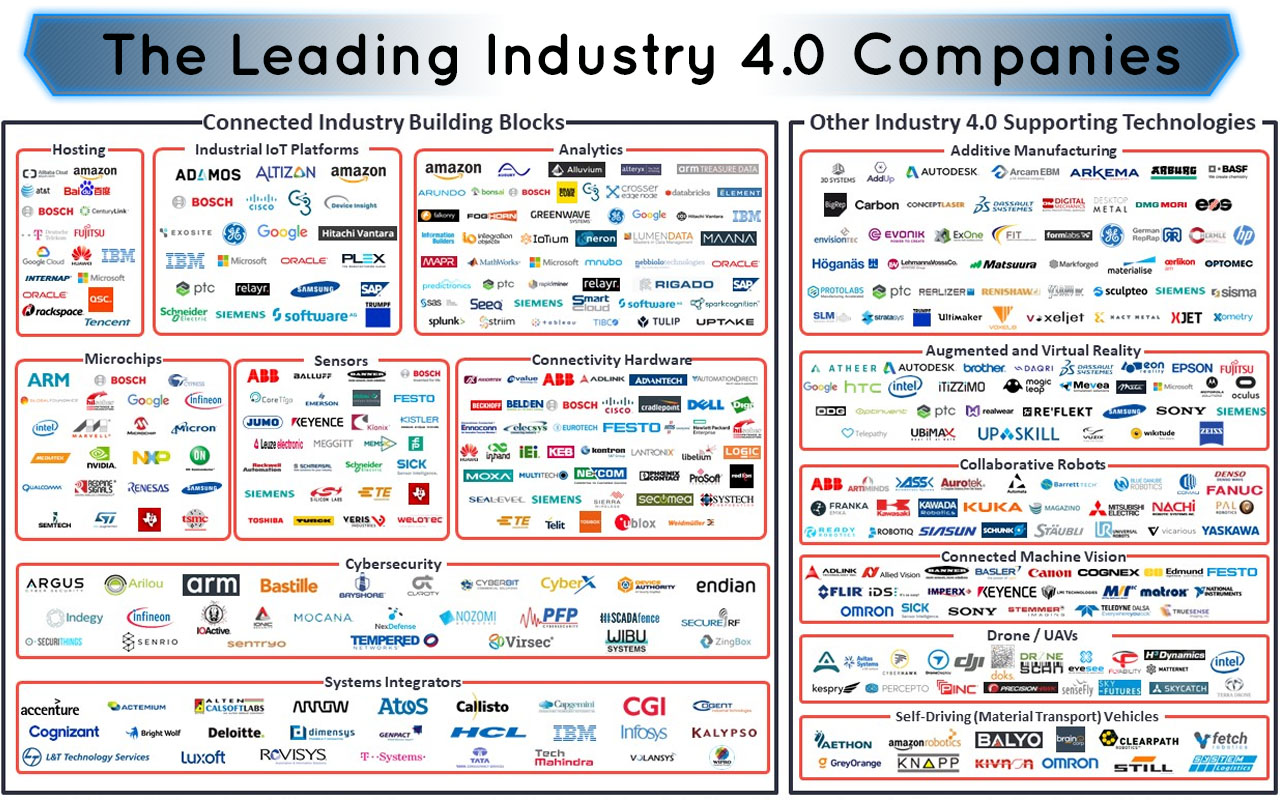 The Leading Industry 4.0 Companies
Connected Industry Building Blocks
Hosting
Alibaba Cloud amazon
at&t Bai百度
BOSCH CenturyLink
Deutsche Telekom FUJITSU
Google Cloud HUAWEI IBM
INTERNAP Microsoft
ORACLE QSC.
rackspace
Tencent
Industrial IoT Platforms
ADAMOS ALTIZON amazon
BOSCH CISCO C3 Device Insight
EXOSITE GE Google Hitachi Vantara
IBM Microsoft ORACLE PLEX
ptc relayr. SAMSUNG SAP
Schneider Electric SIEMENS software AG TRUMPF
Analytics
amazon Alluvium alteryx arm TREASURE DATA
ARUNDO bonsai BOSCH C3 crosser edge node databricks ELEMENT
falkonry FOGHORN GREENWAVE SYSTEMS Google Hitachi Vantara IBM
Information Builders integration objects IOTIUM neron LUMENDATA MAANA
MAPR MathWorks Microsoft mnubo nebbiolo technologies ORACLE
predictronics ptc rapidminer relayr. RIGADO SAP
sas Seeq SIEMENS Smart Cloud software AG sparkcognition
splunk> striim tableau TIBCO TULIP UPTAKE
Microchips
ARM BOSCH CYPRESS
GLOBALFOUNDRIES Google infineon
intel MARVELL MICROCHIP Micron
MEDIATEK NVIDIA. NXP ON
QUALCOMM REDPINE SIGNALS RENESAS SAMSUNG
SEMTECH ST tsmc
Sensors
ABB BALLUFF BANNER BOSCH
CoreTigo EMERSON FESTO
JUMO KEYENCE Kionix KISTLER
Leuze electronic MEGGITT MEMS
Rockwell Automation SCHMERSAL Schneider Electric SICK
SIEMENS SILICON LABS TE
TOSHIBA TURCK VERIS INDUSTRIES WELOTEC
Connectivity Hardware
ABB ADLINK ADVANTECH AUTOMATIONDIRECT
BECKHOFF BELDEN BOSCH CISCO cradlepoint DELL Digi
Ennoconn elecsys EUROTECH FESTO Hewlett Packard Enterprise
HUAWEI inhand iEi KEB kontron LANTRONIX libelium LOGIC
MOXA MULTITECH NEXCOM PHOENIX CONTACT ProSoft red lion
SEALEVEL SIEMENS SIERRA WIRELESS secomea SYSTECH
TE Telit TOSIBOX ublox Weidmüller
Cybersecurity
ARGUS CYBER SECURITY Arilou arm Bastille BAYSHORE CLAROTY CYBERBIT CyberX DEVICE AUTHORITY endian
Indegy infineon IOActive. IONIC MOCANA NexDefense NOZOMI NETWORKS PFP CYBERSECURITY SCADAfence SECURE RF
SECURITHINGS SENRIO sentryo TEMPERED NETWORKS Virsec WIBU SYSTEMS ZingBox
Systems Integrators
accenture ACTEMIUM ALTEN CALSOFTLABS ARROW Atos Callisto Capgemini CGI COGENT
Cognizant Bright Wolf Deloitte. dimensys GENPACT HCL IBM Infosys KALYPSO
L&T Technology Services luxoft ROVISYS T··Systems· TATA Tech Mahindra VOLANSYS WIPRO
Other Industry 4.0 Supporting Technologies
Additive Manufacturing
3D SYSTEMS AddUp AUTODESK Arcam EBM ARKEMA ARBURG BASF
BigRep Carbon CONCEPTLASER DASSAULT SYSTEMES DIGITAL MECHANICS DESKTOP METAL DMG MORI eos
envisionTEC EVONIK ExOne FIT formlabs GE German RepRap HERMLE hp
Höganäs LehmannVossCo. Matsuura Markforged materialise oerlikon am OPTOMEC
PROTOLABS ptc REALIZER RENISHAW sculpteo SIEMENS sisma
SLM stratasys TRUMPF Ultimaker VOXEL8 voxeljet XACT METAL XJET Xometry
Augmented and Virtual Reality
ATHEER AUTODESK brother. DAQRI DASSAULT SYSTEMES eon reality EPSON FUJITSU
Google hTC intel iTiZZiMO magic leap Mevea Microsoft MOTOROLA oculus
ODG Optinvent ptc realwear RE'FLEKT SAMSUNG SONY SIEMENS
Telepathy UBiMAX UPSKILL VUZIX wikitude ZEISS
Collaborative Robots
ABB ARTIMINDS AUROTEK Automata Barrett TECH BLUE DANUBE ROBOTICS COMAU DENSO FANUC
FRANKA EMIKA Kawasaki KAWADA Robotics KUKA MAGAZINO MITSUBISHI ELECTRIC NACHI PAL ROBOTICS
READY ROBOTICS ROBOTIQ SIASUN SCHUNK STÄUBLI UNIVERSAL ROBOTS vicarious YASKAWA
Connected Machine Vision
ADLINK Allied Vision BANNER BASLER Canon COGNEX Edmund FESTO
FLIR iDS IMPERX KEYENCE LMI TECHNOLOGIES matrox NATIONAL INSTRUMENTS
OMRON SICK SONY STEMMER IMAGING TELEDYNE DALSA TRUESENSE
Drone / UAVs
Avitas Systems CYBERHAWK DroneDeploy dji doks. DRONE SCAN eyesee FLYABILITY H3 Dynamics MATTERNET intel
kespry PERCEPTO PINC PRECISIONHAWK senseFly SKY-FUTURES SKYCATCH TERRA DRONE
Self-Driving (Material Transport) Vehicles
AETHON amazonrobotics BALYO brain corp CLEARPATH ROBOTICS fetch robotics
GreyOrange KNAPP KIVNON OMRON STILL SYSTEM Logistics